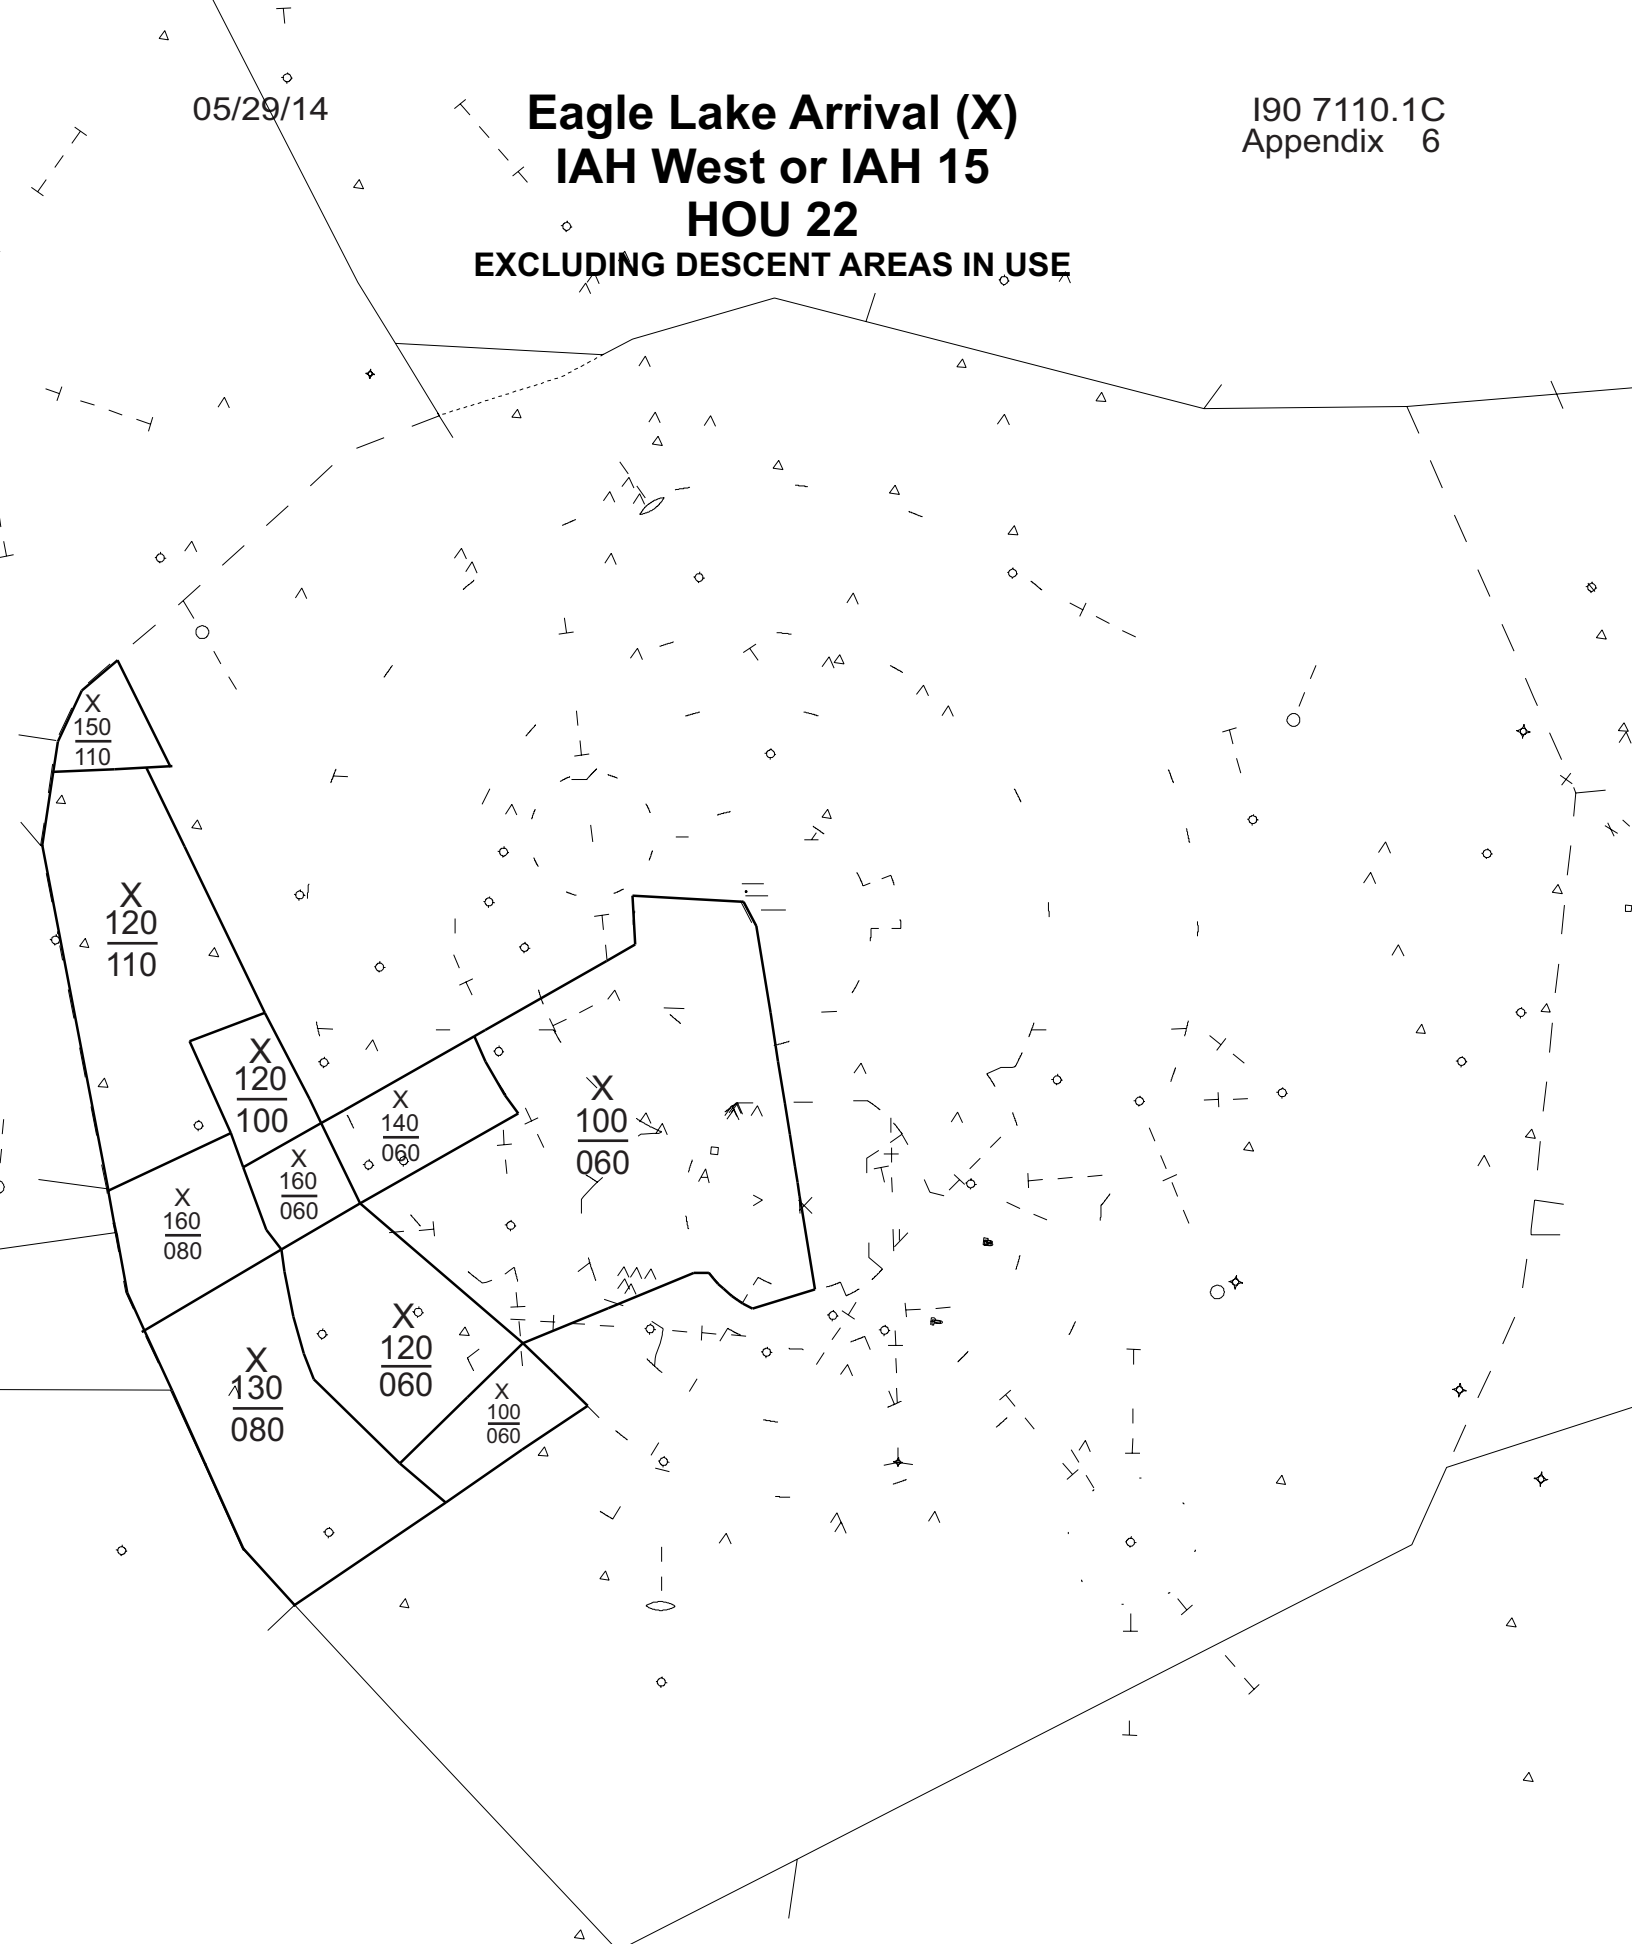 05/29/14
Eagle Lake Arrival (X)
IAH West or IAH 15
HOU 22
EXCLUDING DESCENT AREAS IN USE
I90 7110.1C
Appendix 6
X
150
110
X
120
110
X
120
100
X
140
060
X
100
060
X
160
060
X
160
080
X
120
060
X
130
080
X
100
060